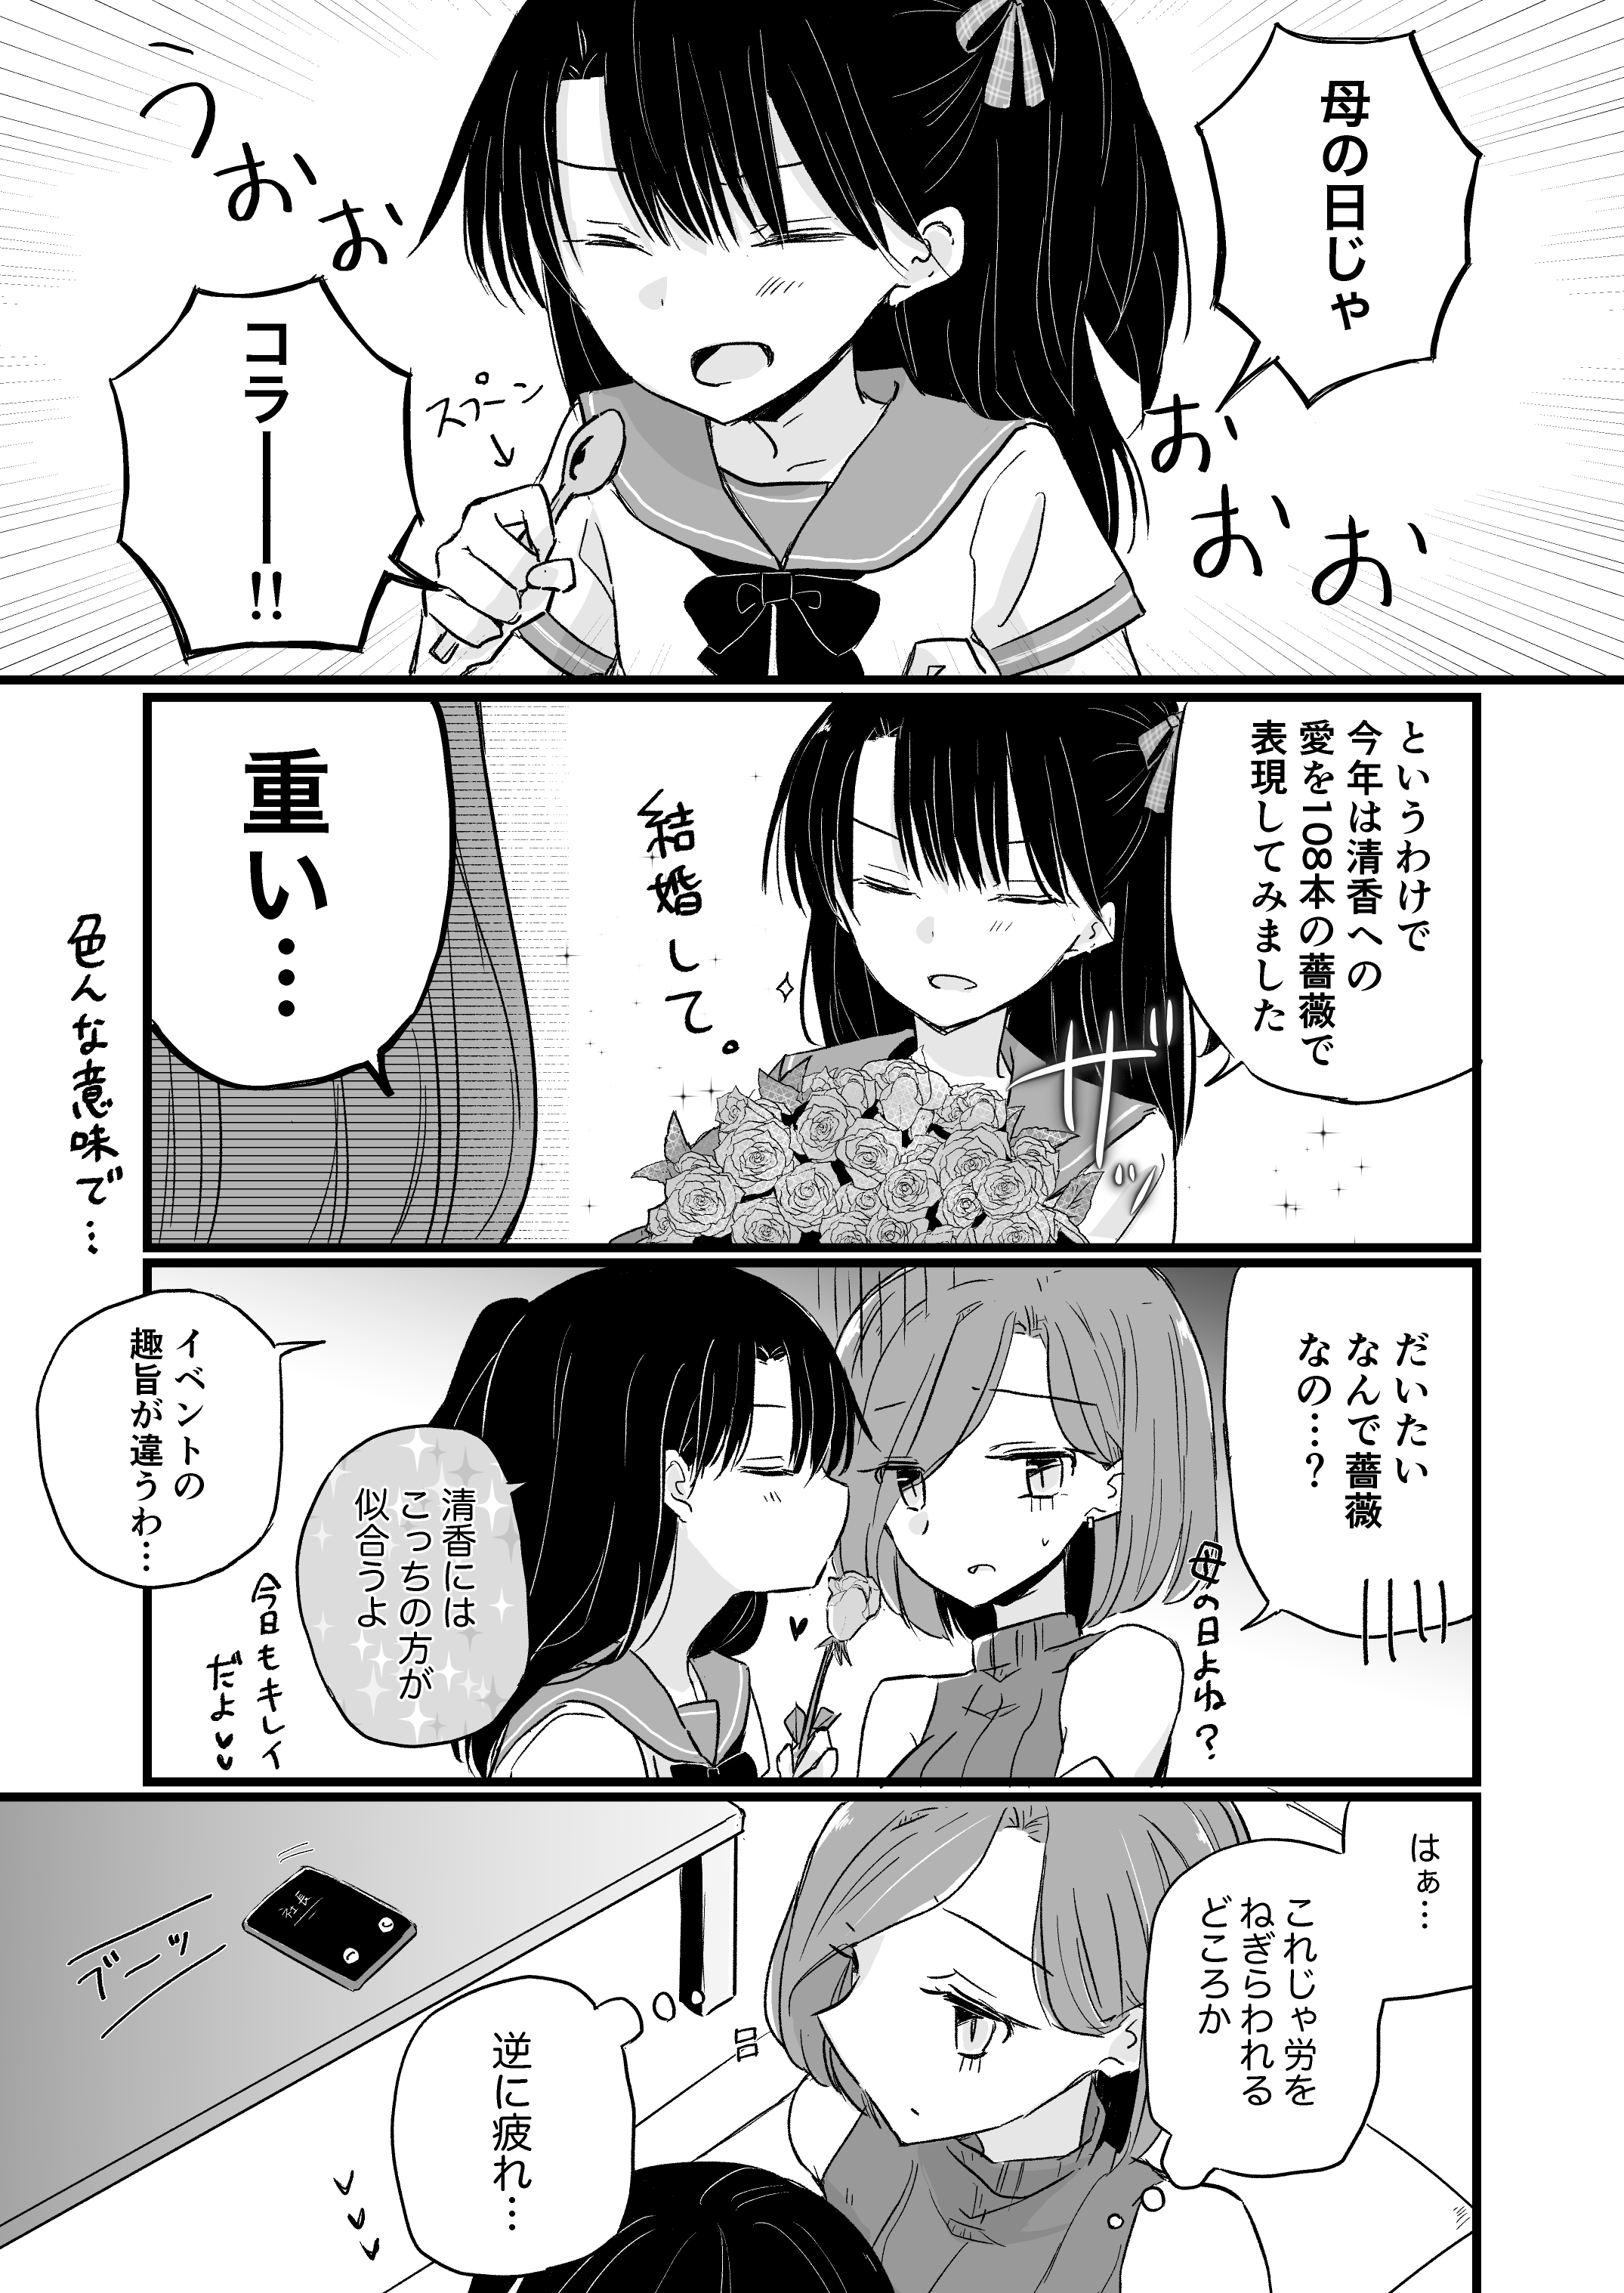 母の日じゃ
うおお
コラ――!!
スプーン
おおお
というわけで
今年は清香への
愛を108本の薔薇で
表現してみました
ザッ
結婚して。
重い…
色んな意味で…
だいたい
なんで薔薇
なの…?
母の日よね?
清香には
こっちの方が
似合うよ
今日もキレイ
だよ
イベントの
趣旨が違うわ…
はぁ…
これじゃ労を
ねぎらわれる
どころか
逆に疲れ…
社長
ブーッ